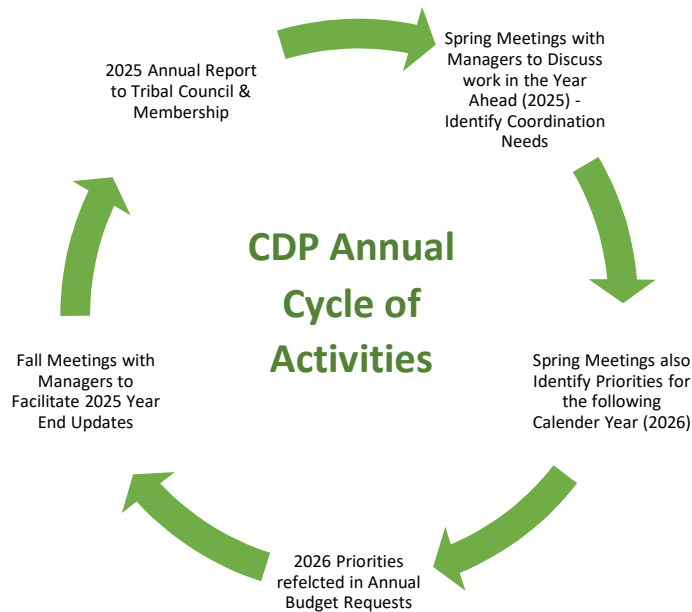 2025 Annual Report
to Tribal Council &
Membership
Spring Meetings with
Managers to Discuss
work in the Year
Ahead (2025) -
Identify Coordination
Needs
CDP Annual
Cycle of
Activities
Fall Meetings with
Managers to
Facilitate 2025 Year
End Updates
Spring Meetings also
Identify Priorities for
the following
Calender Year (2026)
2026 Priorities
refelcted in Annual
Budget Requests